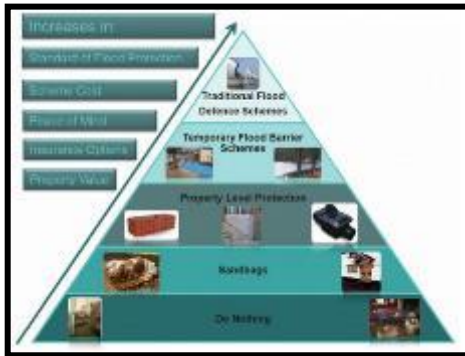 Increases in:
Standard of Flood Protection
Scheme Cost
Peace of Mind
Insurance Options
Property Value
Traditional Flood
Defence Schemes
Temporary Flood Barrier
Schemes
Property Level Protection
Sandbags
Do Nothing